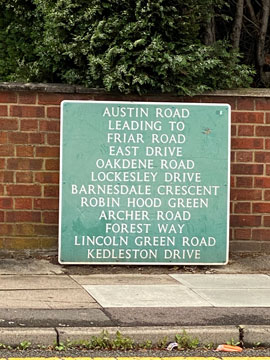 AUSTIN ROAD
LEADING TO
FRIAR ROAD
EAST DRIVE
OAKDENE ROAD
LOCKESLEY DRIVE
BARNESDALE CRESCENT
ROBIN HOOD GREEN
ARCHER ROAD
FOREST WAY
LINCOLN GREEN ROAD
KEDLESTON DRIVE